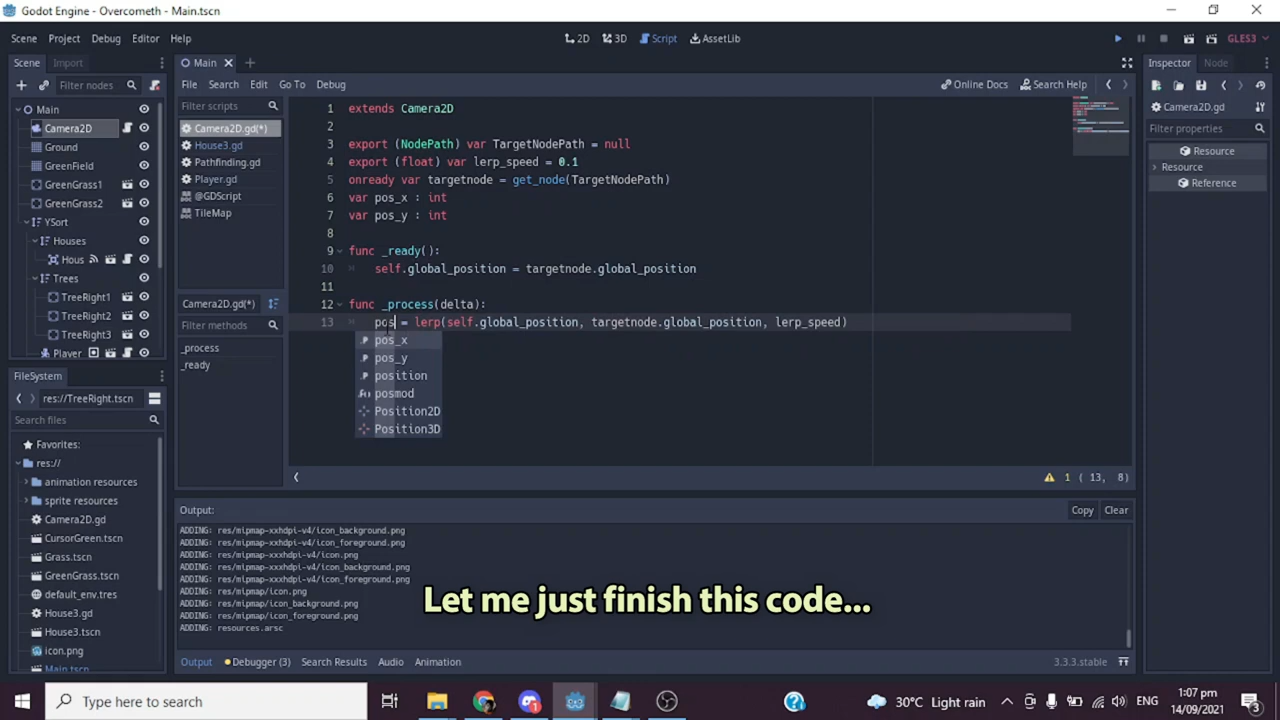 Godot Engine - Overcometh - Main.tscn
Scene Project Debug Editor Help
2D 3D Script AssetLib
GLES3
Scene Import
Filter nodes
Main
Camera2D
Ground
GreenField
GreenGrass1
GreenGrass2
YSort
Houses
Hous
Trees
TreeRight1
TreeRight2
TreeRight3
Player
FileSystem
res://TreeRight.tscn
Search files
Favorites:
res://
animation resources
sprite resources
Camera2D.gd
CursorGreen.tscn
Grass.tscn
GreenGrass.tscn
default_env.tres
House3.gd
House3.tscn
icon.png
Main.tscn
Main
File Search Edit Go To Debug
Online Docs Search Help
Filter scripts
Camera2D.gd(*)
House3.gd
Pathfinding.gd
Player.gd
@GDScript
TileMap
Camera2D.gd(*)
Filter methods
_process
_ready
1 extends Camera2D
2
3 export (NodePath) var TargetNodePath = null
4 export (float) var lerp_speed = 0.1
5 onready var targetnode = get_node(TargetNodePath)
6 var pos_x : int
7 var pos_y : int
8
9 func _ready():
10 self.global_position = targetnode.global_position
11
12 func _process(delta):
13 pos = lerp(self.global_position, targetnode.global_position, lerp_speed)
pos_x
pos_y
position
posmod
Position2D
Position3D
1 ( 13, 8)
Output:
Copy Clear
ADDING: res/mipmap-xxhdpi-v4/icon_background.png
ADDING: res/mipmap-xxhdpi-v4/icon_foreground.png
ADDING: res/mipmap-xxxhdpi-v4/icon.png
ADDING: res/mipmap-xxxhdpi-v4/icon_background.png
ADDING: res/mipmap-xxxhdpi-v4/icon_foreground.png
ADDING: res/mipmap/icon.png
ADDING: res/mipmap/icon_background.png
ADDING: res/mipmap/icon_foreground.png
ADDING: resources.arsc
Let me just finish this code...
Output Debugger (3) Search Results Audio Animation
3.3.3.stable
Inspector Node
Camera2D.gd
Filter properties
Resource
Resource
Reference
Type here to search
30°C Light rain
ENG
1:07 pm
14/09/2021
3